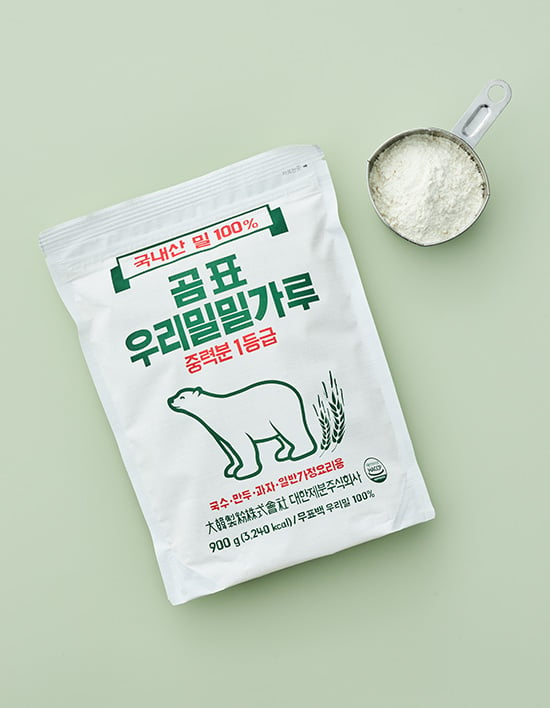 국내산 밀 100%
곰표
우리밀밀가루
중력분 1등급
국수·만두·과자·일반가정요리용
大韓製粉株式會社 대한제분주식회사
900 g (3,240 kcal) / 무표백 우리밀 100%
HACCP